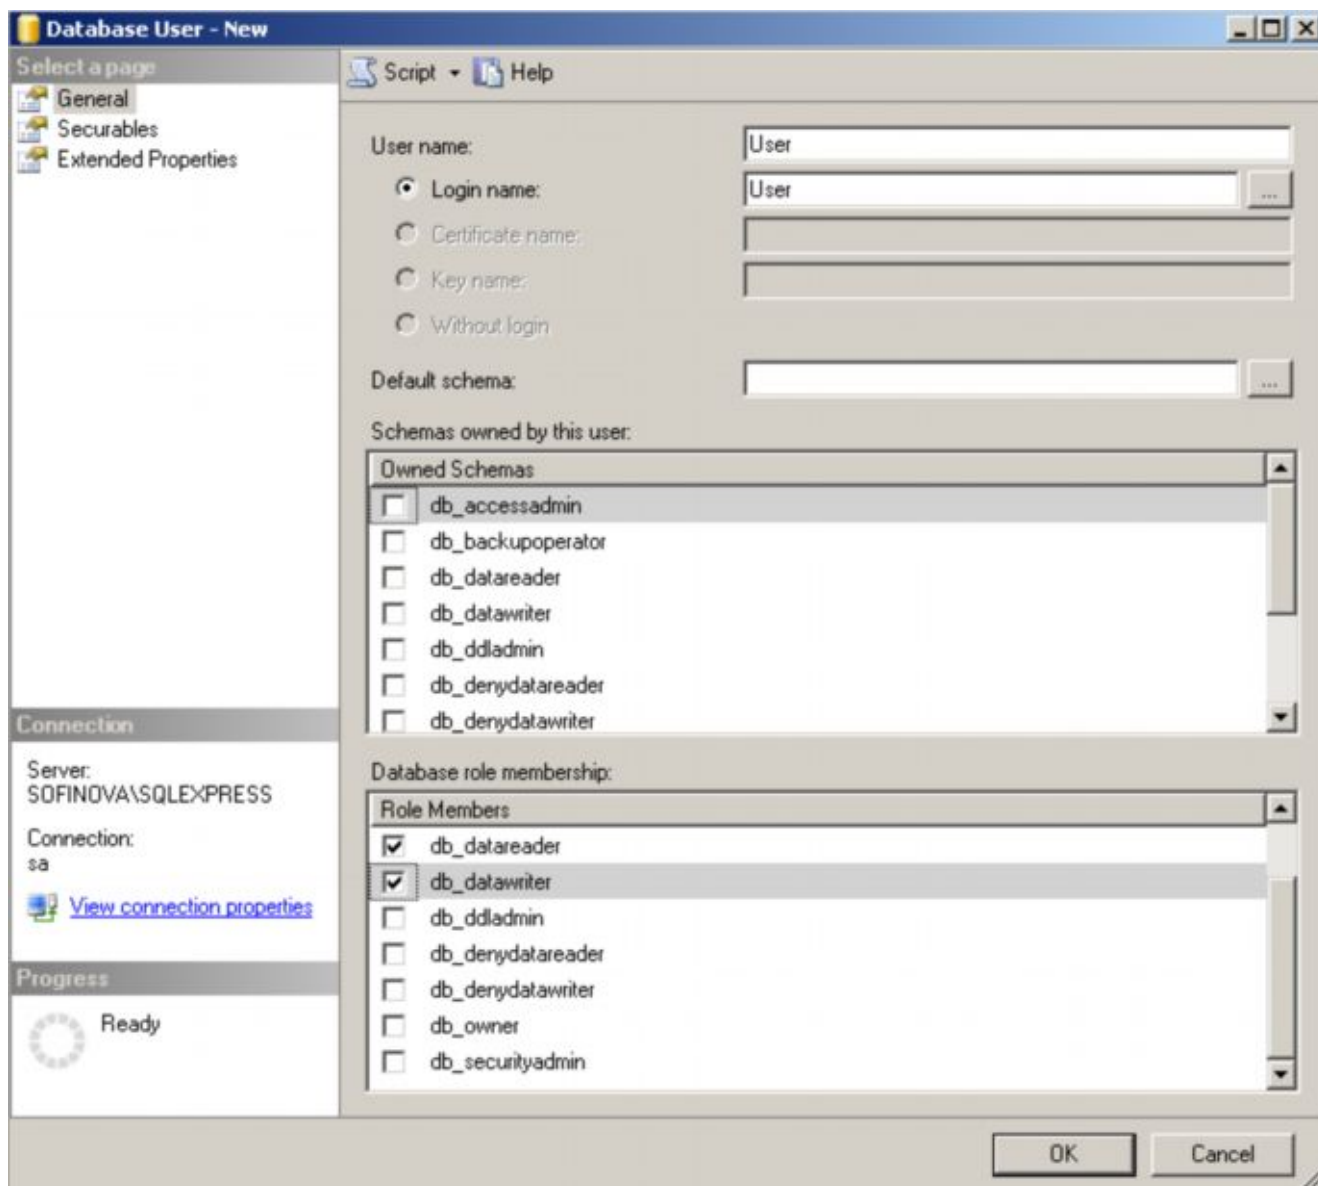 Database User - New
Select a page
General
Securables
Extended Properties
Script Help
User name: User
Login name: User ...
Certificate name:
Key name:
Without login
Default schema: ...
Schemas owned by this user:
Owned Schemas
db_accessadmin
db_backupoperator
db_datareader
db_datawriter
db_ddladmin
db_denydatareader
db_denydatawriter
Database role membership:
Role Members
db_datareader
db_datawriter
db_ddladmin
db_denydatareader
db_denydatawriter
db_owner
db_securityadmin
Connection
Server:
SOFINOVA\SQLEXPRESS
Connection:
sa
View connection properties
Progress
Ready
OK Cancel